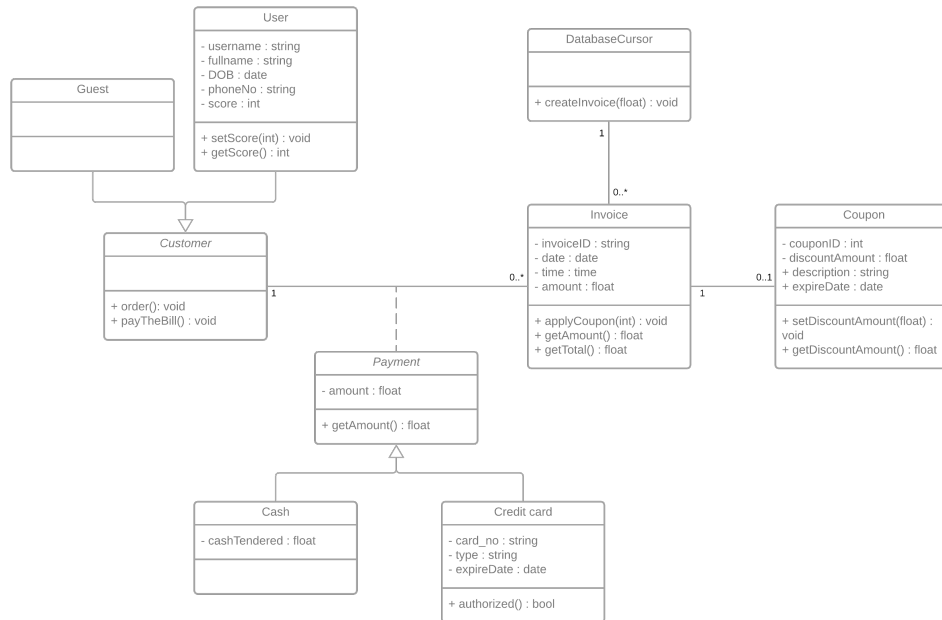 User
- username : string
- fullname : string
- DOB : date
- phoneNo : string
- score : int
+ setScore(int) : void
+ getScore() : int
Guest
DatabaseCursor
+ createInvoice(float) : void
1
0..*
Customer
+ order(): void
+ payTheBill() : void
1
0..*
Invoice
- invoiceID : string
- date : date
- time : time
- amount : float
+ applyCoupon(int) : void
+ getAmount() : float
+ getTotal() : float
1
0..1
Coupon
- couponID : int
- discountAmount : float
+ description : string
+ expireDate : date
+ setDiscountAmount(float) :
void
+ getDiscountAmount() : float
Payment
- amount : float
+ getAmount() : float
Cash
- cashTendered : float
Credit card
- card_no : string
- type : string
- expireDate : date
+ authorized() : bool